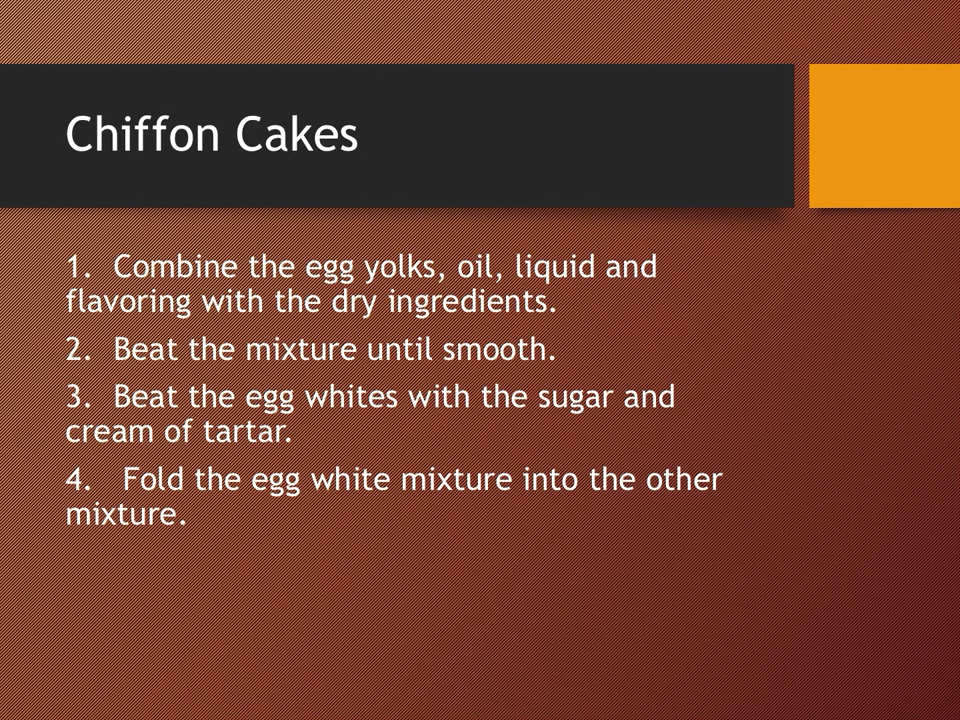 Chiffon Cakes
1.  Combine the egg yolks, oil, liquid and
flavoring with the dry ingredients.
2.  Beat the mixture until smooth.
3.  Beat the egg whites with the sugar and
cream of tartar.
4.   Fold the egg white mixture into the other
mixture.